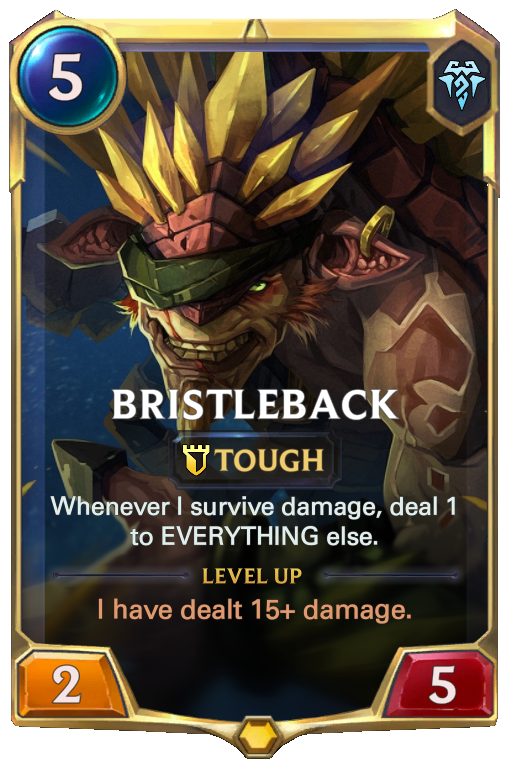 5
BRISTLEBACK
TOUGH
Whenever I survive damage, deal 1
to EVERYTHING else.
LEVEL UP
I have dealt 15+ damage.
2
5